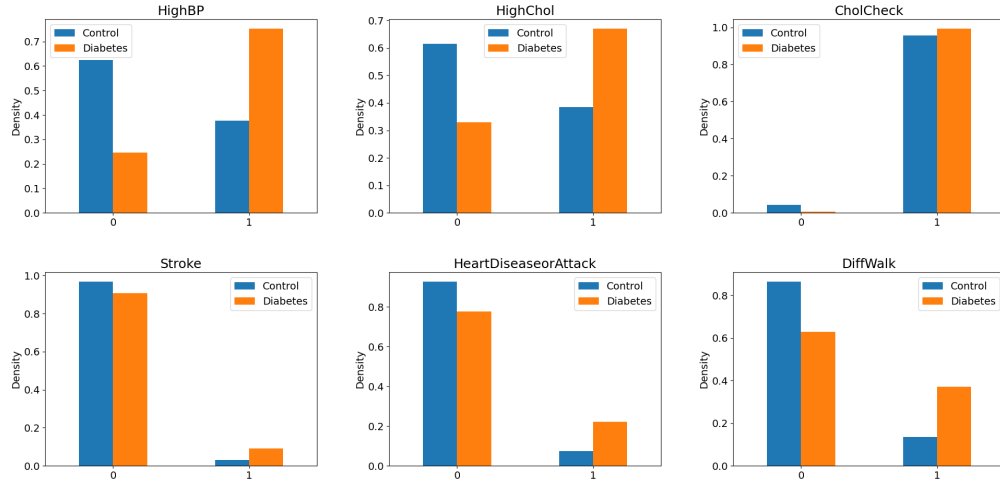 HighBP
Density
0.7
0.6
0.5
0.4
0.3
0.2
0.1
0.0
0 1
Control
Diabetes
HighChol
Density
0.7
0.6
0.5
0.4
0.3
0.2
0.1
0.0
0 1
Control
Diabetes
CholCheck
Density
1.0
0.8
0.6
0.4
0.2
0.0
0 1
Control
Diabetes
Stroke
Density
1.0
0.8
0.6
0.4
0.2
0.0
0 1
Control
Diabetes
HeartDiseaseorAttack
Density
0.8
0.6
0.4
0.2
0.0
0 1
Control
Diabetes
DiffWalk
Density
0.8
0.6
0.4
0.2
0.0
0 1
Control
Diabetes